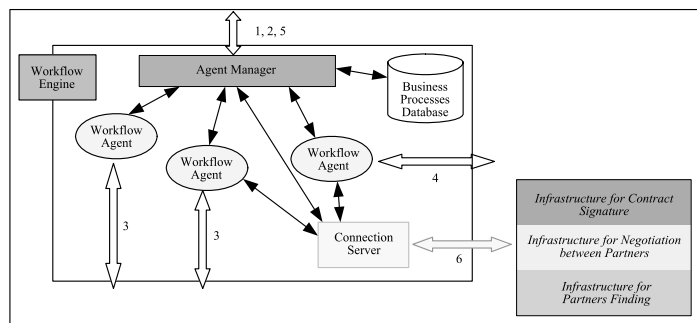 1, 2, 5
Workflow
Engine
Agent Manager
Business
Processes
Database
Workflow
Agent
Workflow
Agent
Workflow
Agent
4
3
3
Connection
Server
6
Infrastructure for Contract
Signature
Infrastructure for Negotiation
between Partners
Infrastructure for
Partners Finding